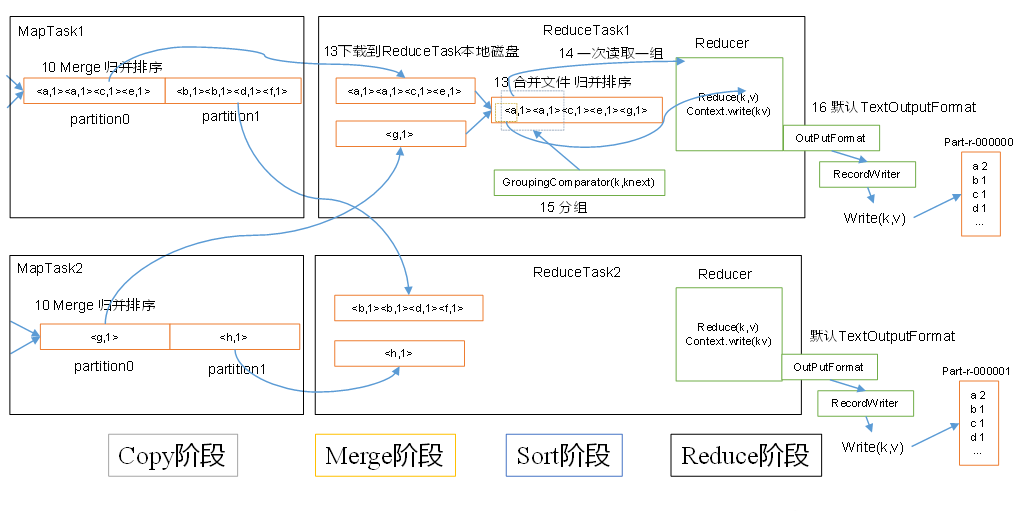 MapTask1
10 Merge 归并排序
<a,1><a,1><c,1><e,1>
<b,1><b,1><d,1><f,1>
partition0
partition1
ReduceTask1
13下载到ReduceTask本地磁盘
14 一次读取一组
Reducer
<a,1><a,1><c,1><e,1>
13 合并文件 归并排序
<a,1><a,1><c,1><e,1><g,1>
<g,1>
Reduce(k,v)
Context.write(kv)
GroupingComparator(k,knext)
15 分组
16 默认TextOutputFormat
OutPutFormat
RecordWriter
Write(k,v)
Part-r-000000
a 2
b 1
c 1
d 1
...
MapTask2
10 Merge 归并排序
<g,1>
<h,1>
partition0
partition1
ReduceTask2
Reducer
<b,1><b,1><d,1><f,1>
<h,1>
Reduce(k,v)
Context.write(kv)
默认TextOutputFormat
OutPutFormat
RecordWriter
Write(k,v)
Part-r-000001
a 2
b 1
c 1
d 1
...
Copy阶段
Merge阶段
Sort阶段
Reduce阶段